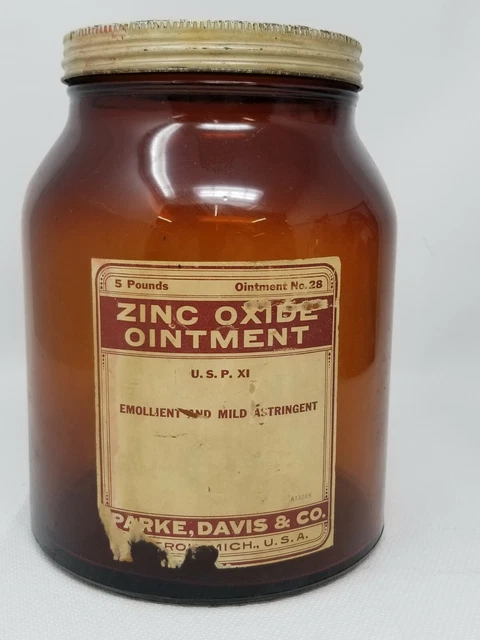 5 Pounds Ointment No. 28
ZINC OXIDE
OINTMENT
U. S. P. XI
EMOLLIENT AND MILD ASTRINGENT
PARKE, DAVIS & CO.
MICH., U. S. A.